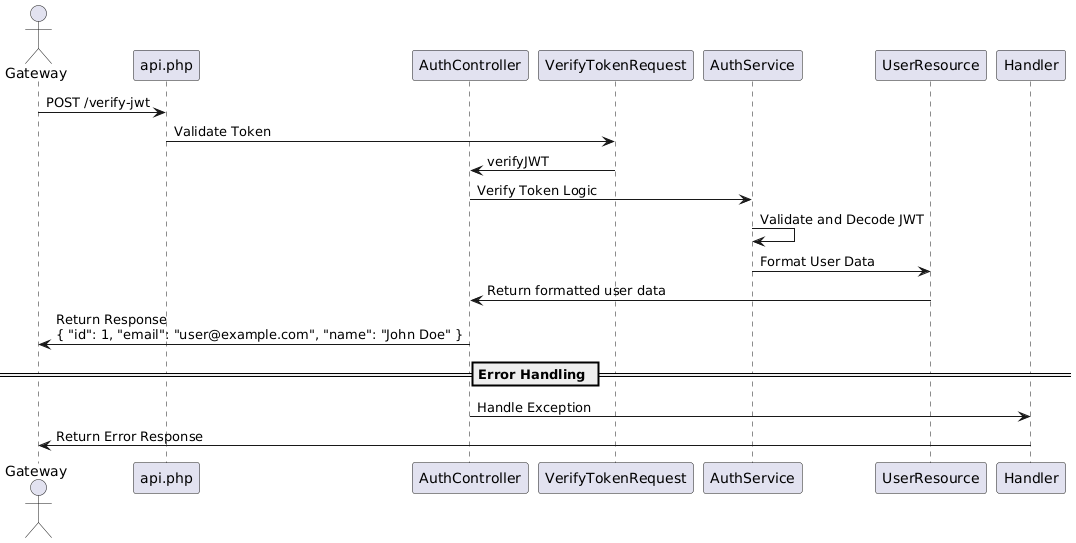 Gateway
api.php
AuthController
VerifyTokenRequest
AuthService
UserResource
Handler
POST /verify-jwt
Validate Token
verifyJWT
Verify Token Logic
Validate and Decode JWT
Format User Data
Return formatted user data
Return Response
{ "id": 1, "email": "user@example.com", "name": "John Doe" }
Error Handling
Handle Exception
Return Error Response
Gateway
api.php
AuthController
VerifyTokenRequest
AuthService
UserResource
Handler